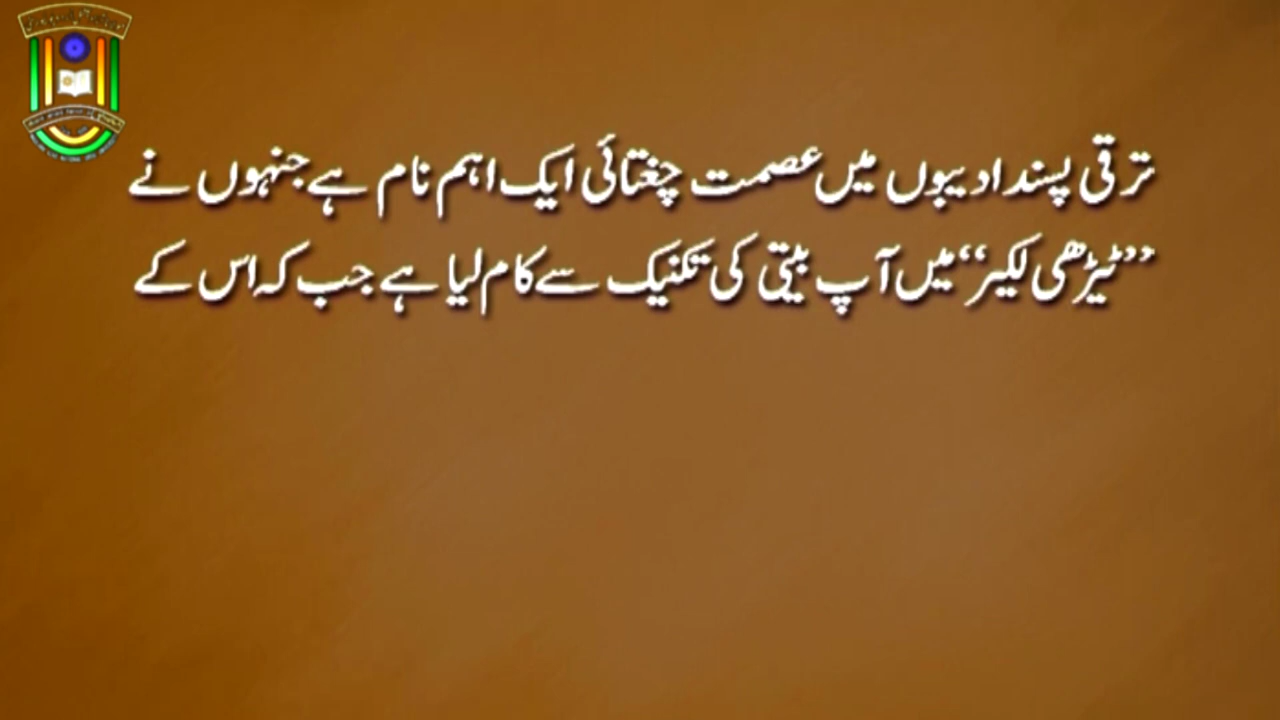 ترقی پسند ادیبوں میں عصمت چغتائی ایک اہم نام ہے جنہوں نے
’’ٹیڑھی لکیر‘‘ میں آپ بیتی کی تکنیک سے کام لیا ہے جب کہ اس کے